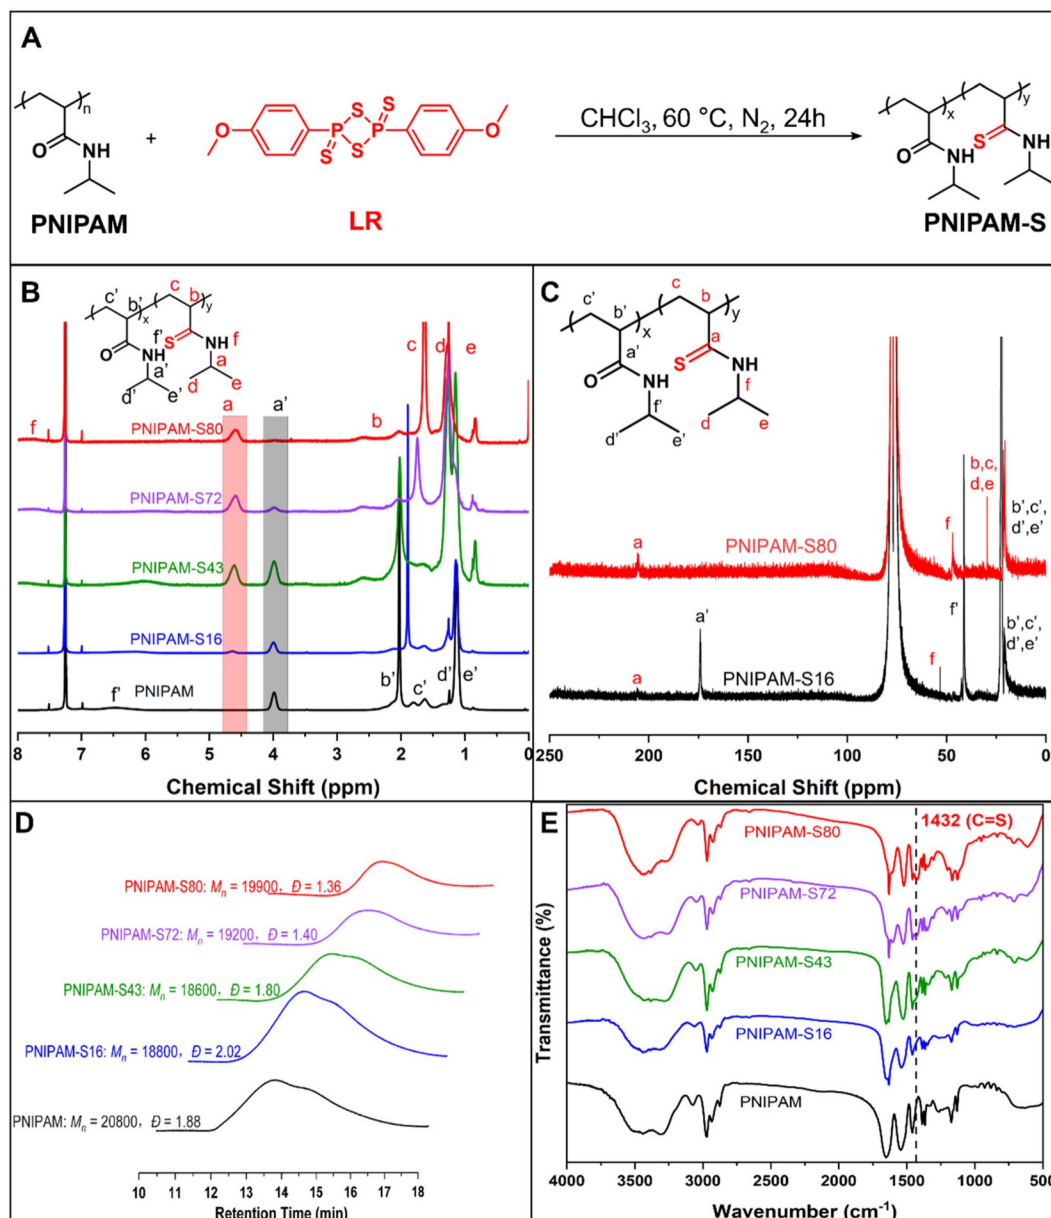 A
n
O
NH
PNIPAM
+
O
S
S
P
P
S
S
O
LR
CHCl3, 60 °C, N2, 24h
x
y
O
NH
S
NH
PNIPAM-S
B
c'
b'
x
c
b
y
O
f'
NH
S
NH
f
a'
a
d'
e'
d
e
f
a
a'
b
c
d
e
PNIPAM-S80
PNIPAM-S72
PNIPAM-S43
PNIPAM-S16
PNIPAM
f'
b'
c'
d'
e'
8 7 6 5 4 3 2 1 0
Chemical Shift (ppm)
C
c'
b'
x
c
b
y
a'
a
O
NH
S
NH
f'
f
d'
e'
d
e
a
PNIPAM-S80
f
b,c,
d,e
b',c',
d',e'
a
a'
PNIPAM-S16
f
f'
b',c',
d',e'
250 200 150 100 50 0
Chemical Shift (ppm)
D
PNIPAM-S80: Mn = 19900, Đ = 1.36
PNIPAM-S72: Mn = 19200, Đ = 1.40
PNIPAM-S43: Mn = 18600, Đ = 1.80
PNIPAM-S16: Mn = 18800, Đ = 2.02
PNIPAM: Mn = 20800, Đ = 1.88
10 11 12 13 14 15 16 17 18
Retention Time (min)
E
1432 (C=S)
PNIPAM-S80
PNIPAM-S72
PNIPAM-S43
PNIPAM-S16
PNIPAM
Transmittance (%)
4000 3500 3000 2500 2000 1500 1000 500
Wavenumber (cm-1)